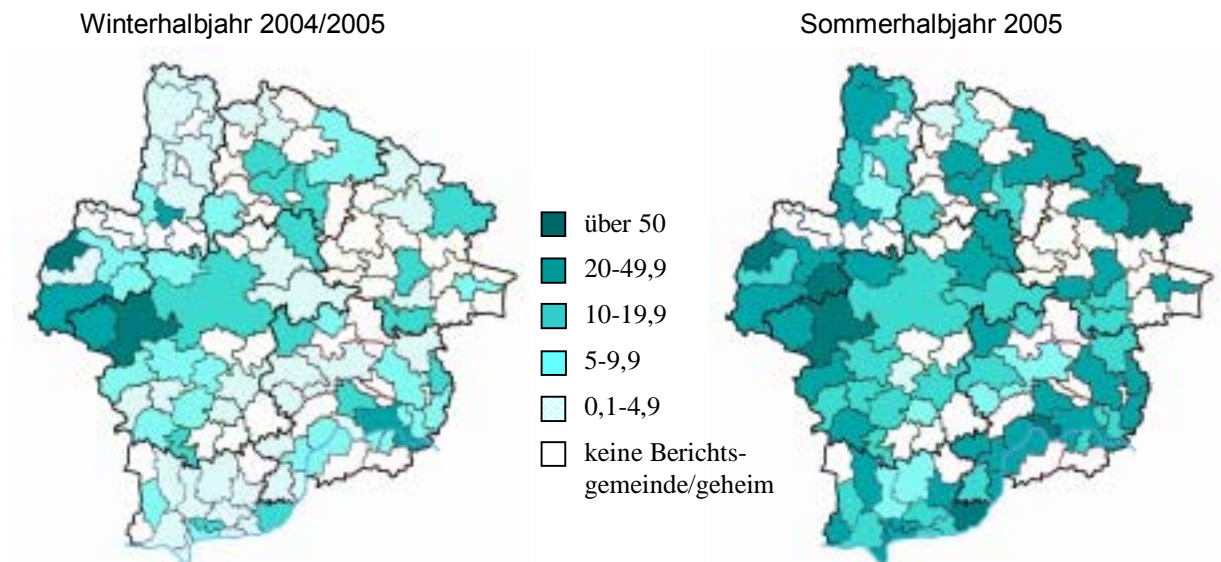 Winterhalbjahr 2004/2005
Sommerhalbjahr 2005
über 50
20-49,9
10-19,9
5-9,9
0,1-4,9
keine Berichts-
gemeinde/geheim